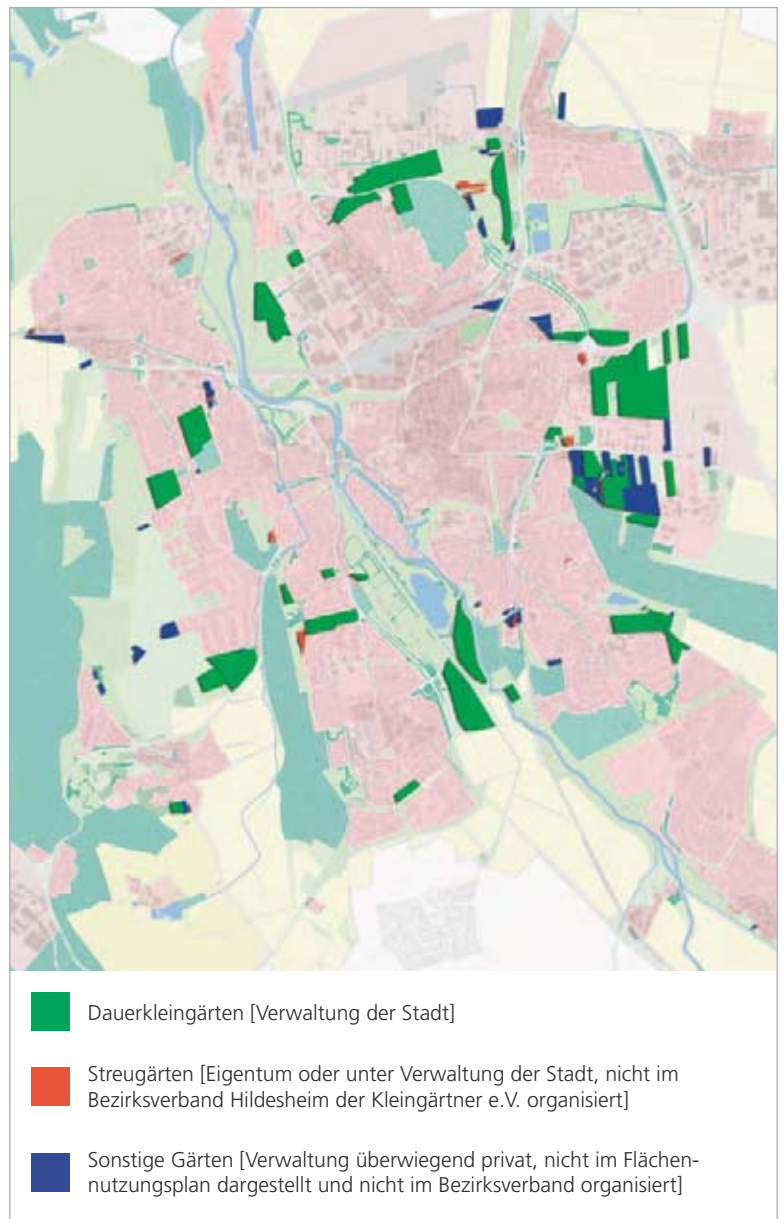 Dauerkleingärten [Verwaltung der Stadt]
Streugärten [Eigentum oder unter Verwaltung der Stadt, nicht im
Bezirksverband Hildesheim der Kleingärtner e.V. organisiert]
Sonstige Gärten [Verwaltung überwiegend privat, nicht im Flächen-
nutzungsplan dargestellt und nicht im Bezirksverband organisiert]